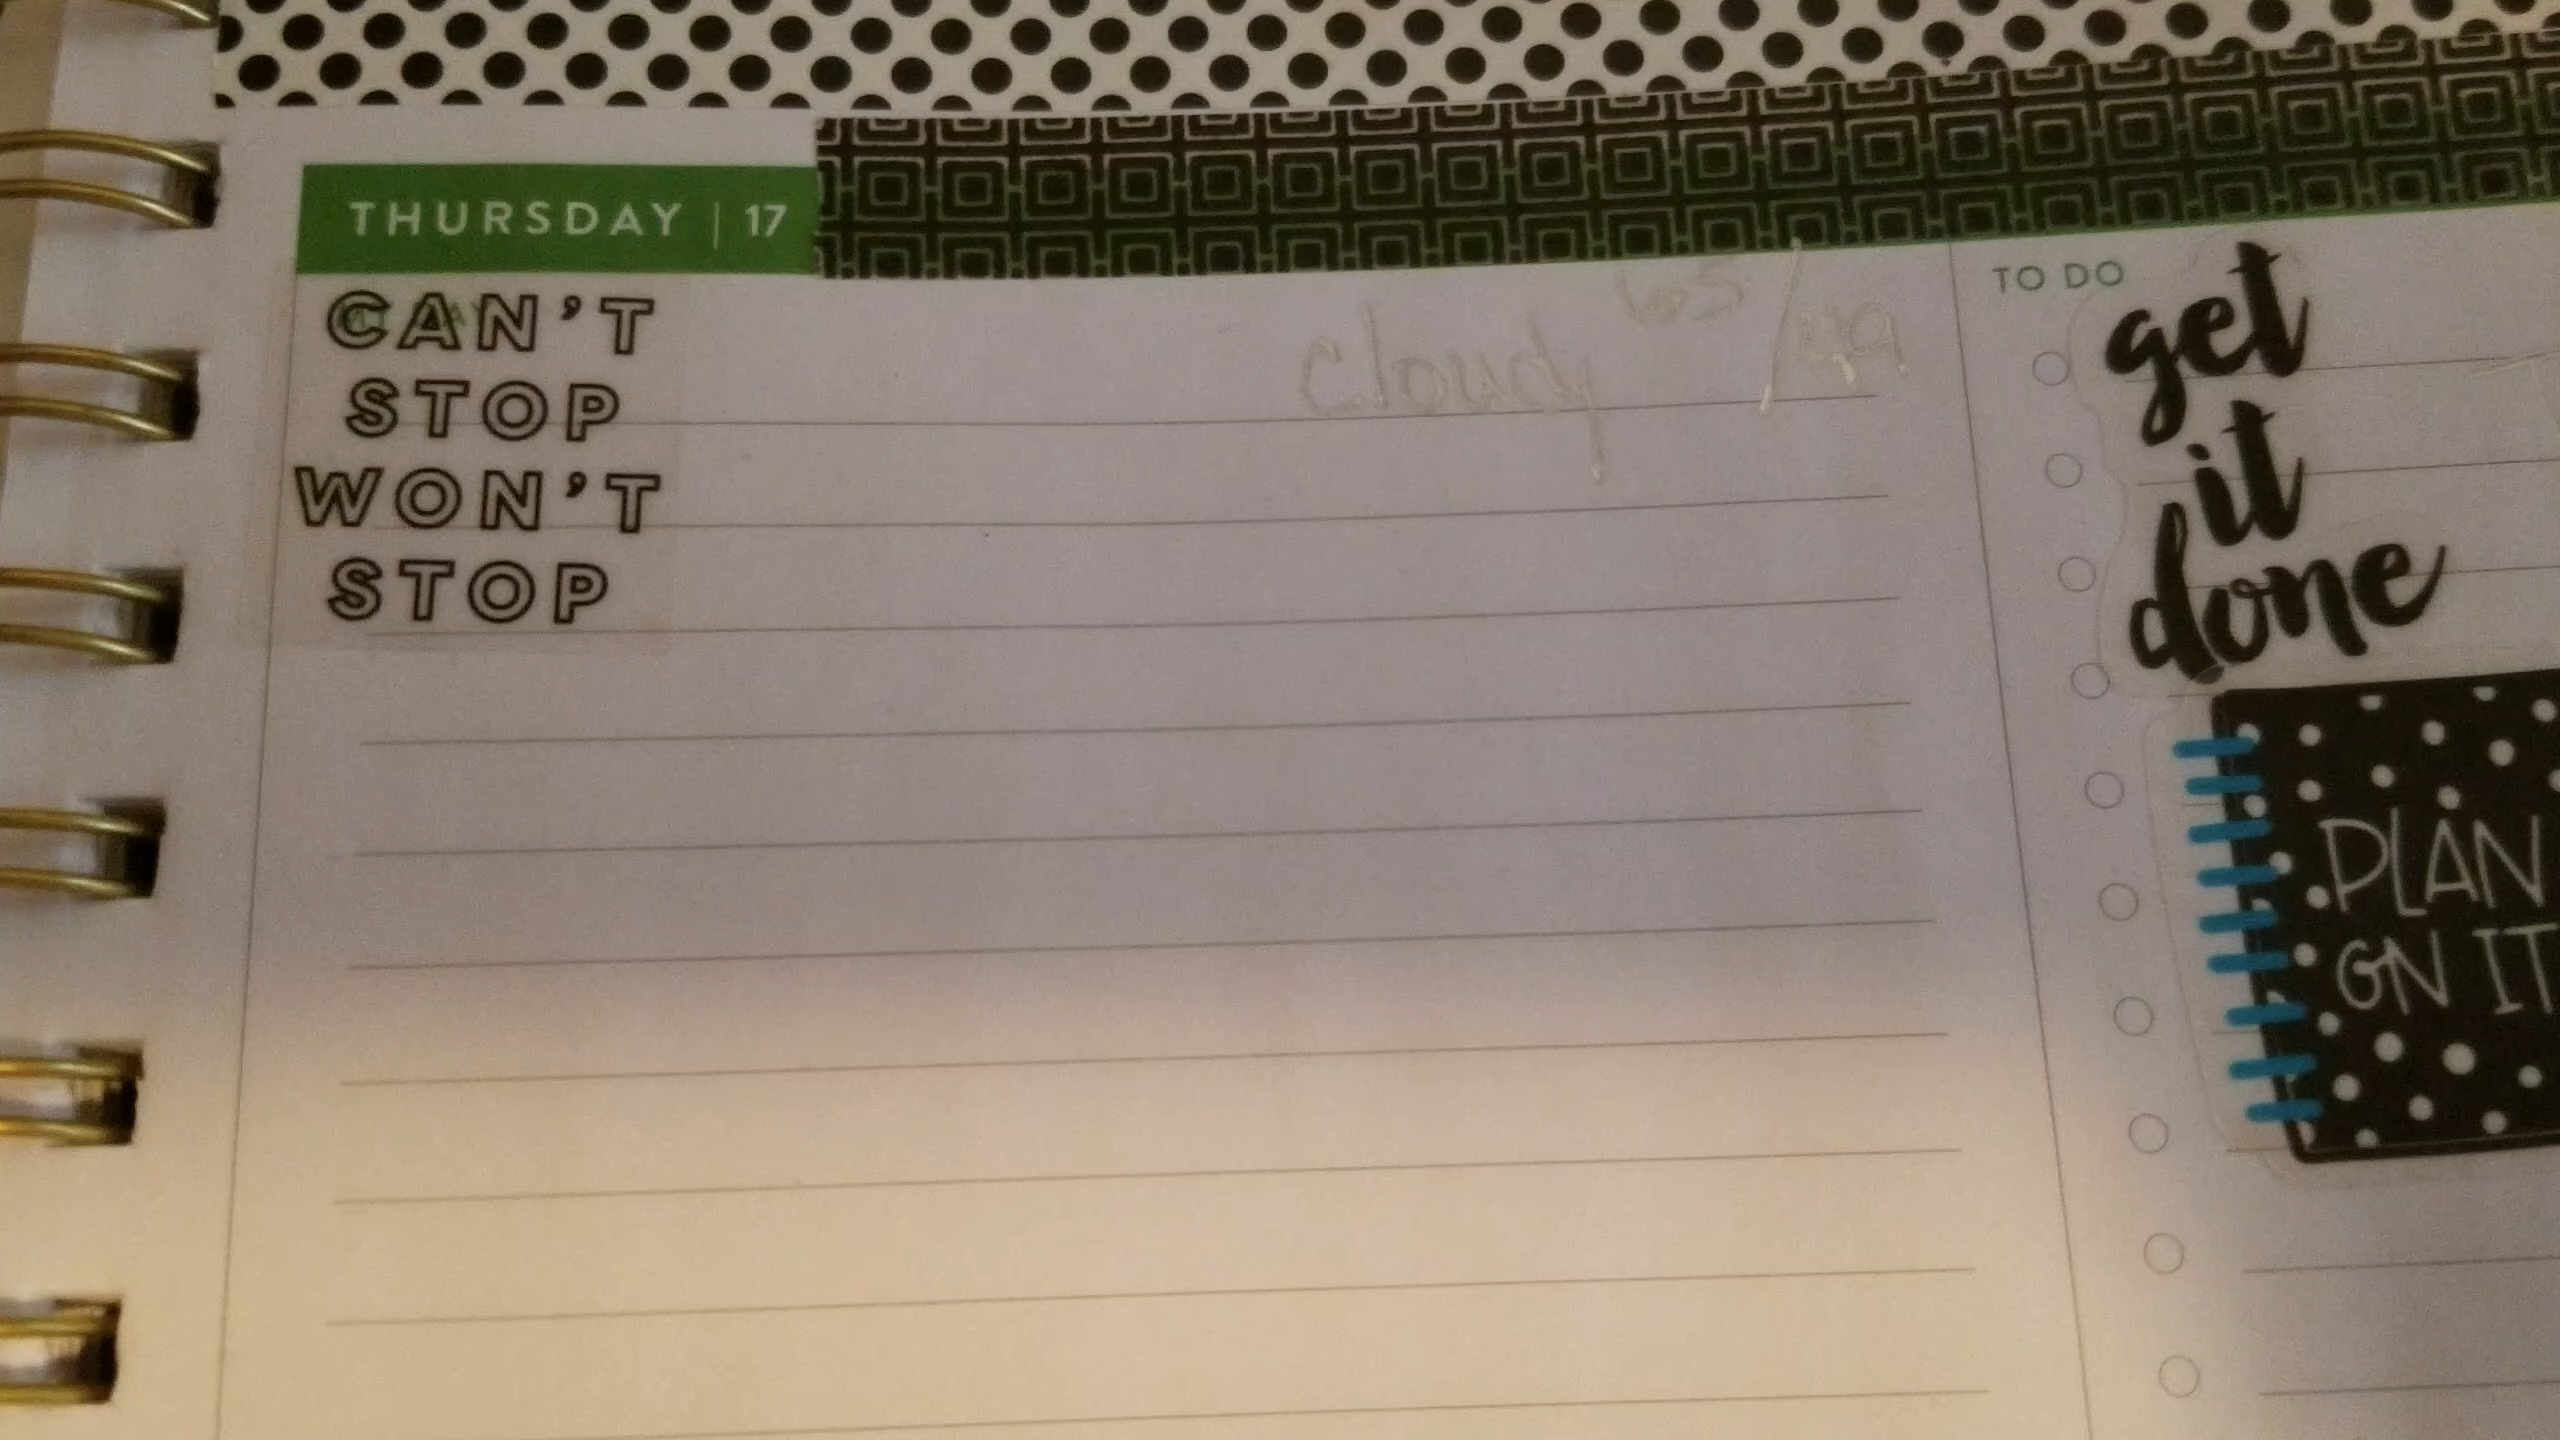 THURSDAY | 17
CAN'T
STOP
WON'T
STOP
cloudy 65/49
TO DO
get
it
done
PLAN
ON IT